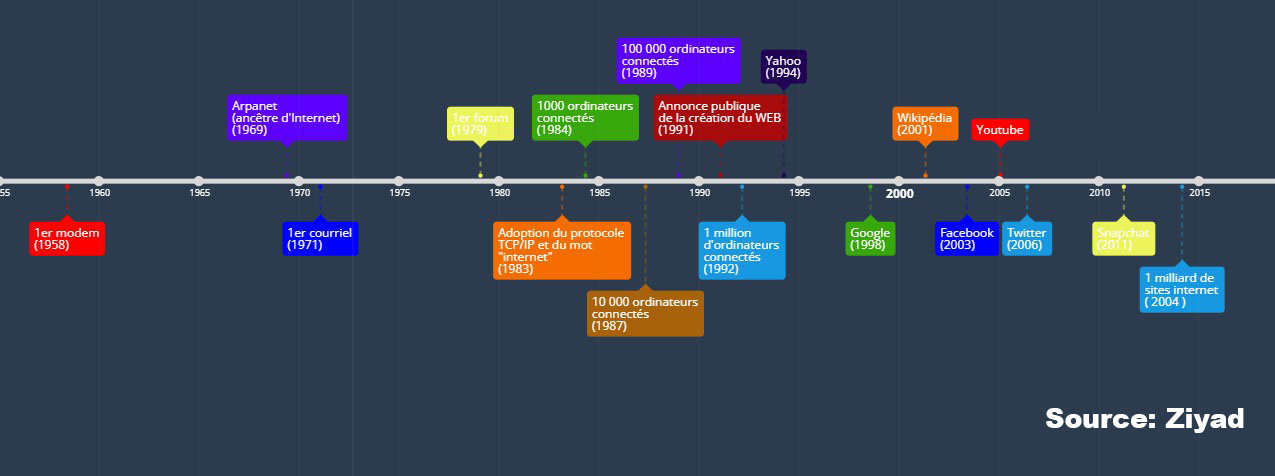 100 000 ordinateurs
connectés
(1989)
Yahoo
(1994)
Arpanet
(ancêtre d'Internet)
(1969)
1er forum
(1979)
1000 ordinateurs
connectés
(1984)
Annonce publique
de la création du WEB
(1991)
Wikipédia
(2001)
Youtube
55
1960
1965
1970
1975
1980
1985
1990
1995
2000
2005
2010
2015
1er modem
(1958)
1er courriel
(1971)
Adoption du protocole
TCP/IP et du mot
"internet"
(1983)
1 million
d'ordinateurs
connectés
(1992)
Google
(1998)
Facebook
(2003)
Twitter
(2006)
Snapchat
(2011)
1 milliard de
sites internet
( 2004 )
10 000 ordinateurs
connectés
(1987)
Source: Ziyad